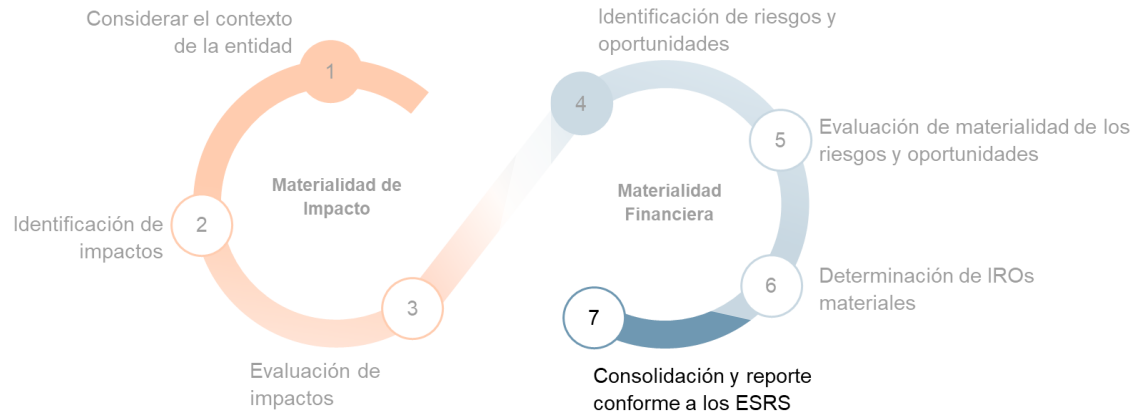 Considerar el contexto
de la entidad
1
2
Identificación de
impactos
3
Evaluación de
impactos
Materialidad de
Impacto
4
Identificación de riesgos y
oportunidades
5
Evaluación de materialidad de los
riesgos y oportunidades
6
Determinación de IROs
materiales
7
Consolidación y reporte
conforme a los ESRS
Materialidad
Financiera